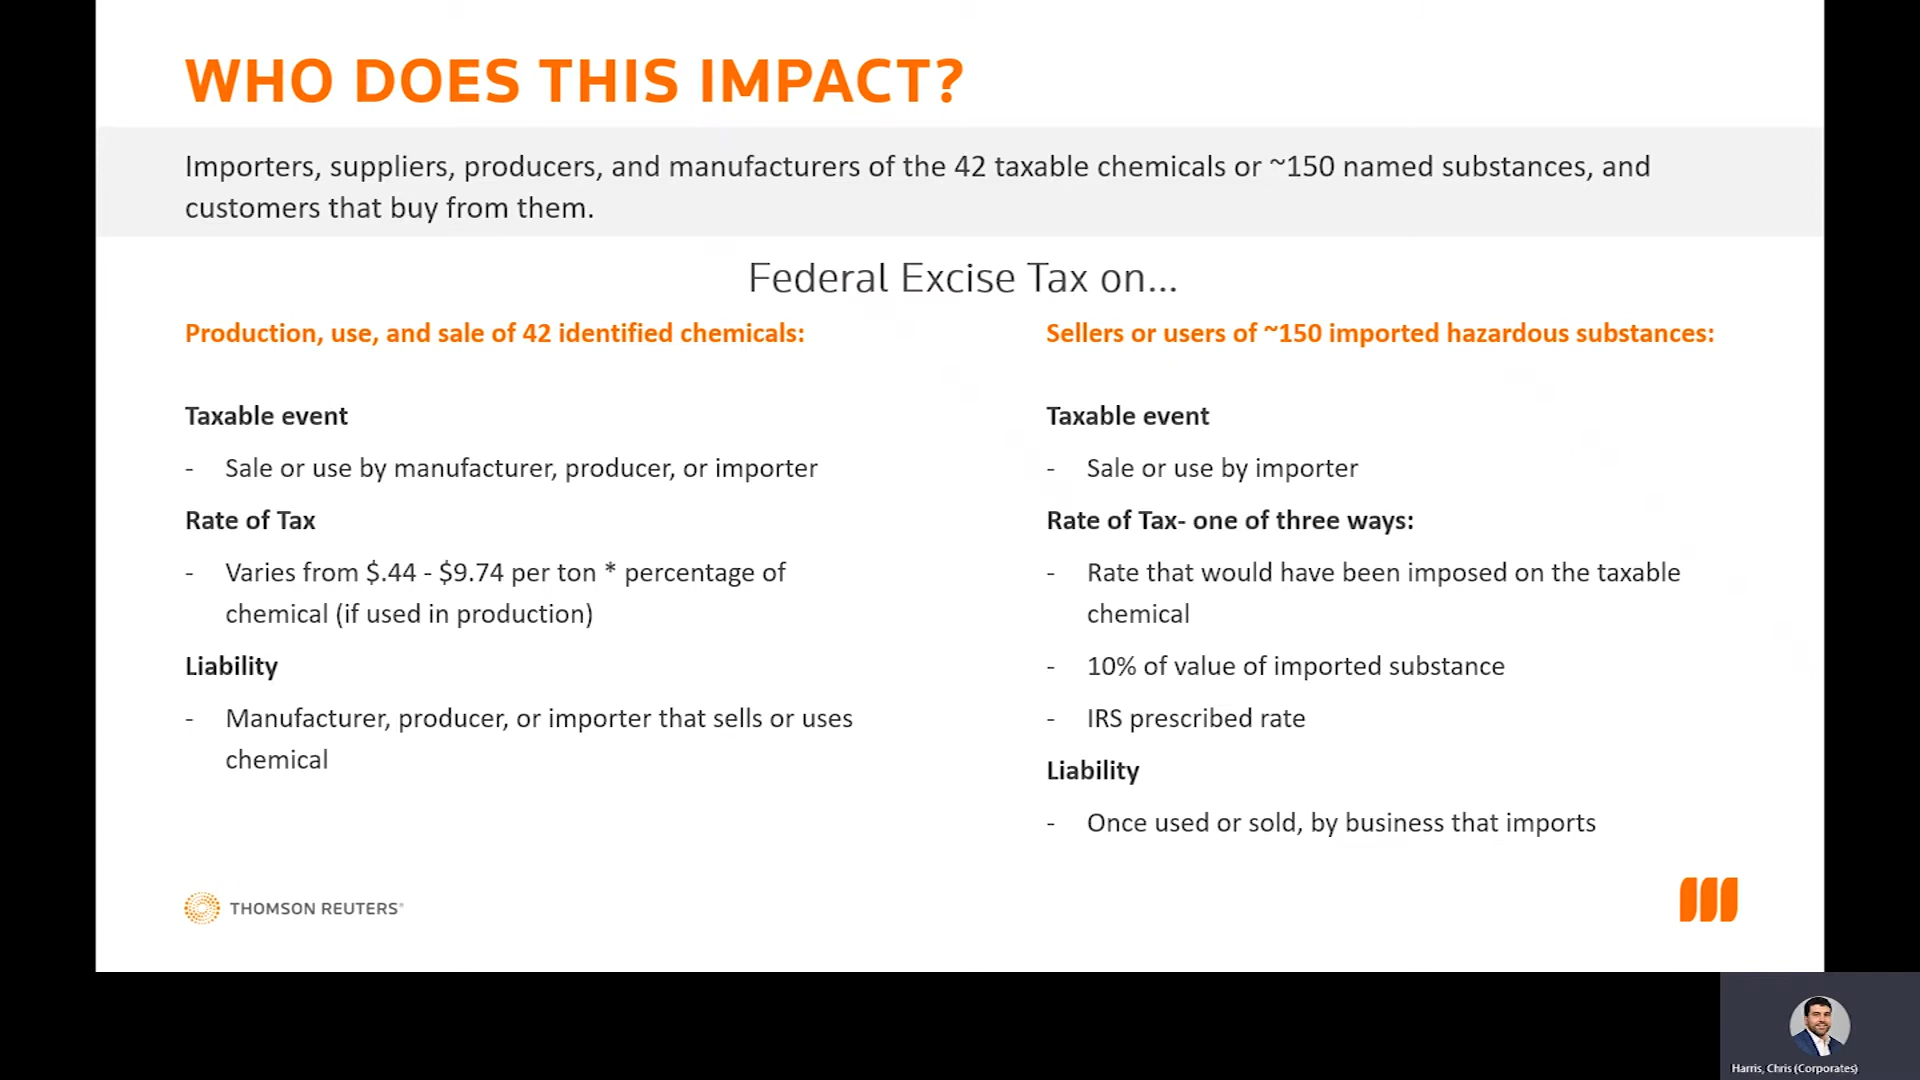 WHO DOES THIS IMPACT?
Importers, suppliers, producers, and manufacturers of the 42 taxable chemicals or ~150 named substances, and
customers that buy from them.
Federal Excise Tax on...
Production, use, and sale of 42 identified chemicals:
Taxable event
- Sale or use by manufacturer, producer, or importer
Rate of Tax
- Varies from $.44 - $9.74 per ton * percentage of
chemical (if used in production)
Liability
- Manufacturer, producer, or importer that sells or uses
chemical
Sellers or users of ~150 imported hazardous substances:
Taxable event
- Sale or use by importer
Rate of Tax- one of three ways:
- Rate that would have been imposed on the taxable
chemical
- 10% of value of imported substance
- IRS prescribed rate
Liability
- Once used or sold, by business that imports
THOMSON REUTERS®
Harris, Chris (Corporates)